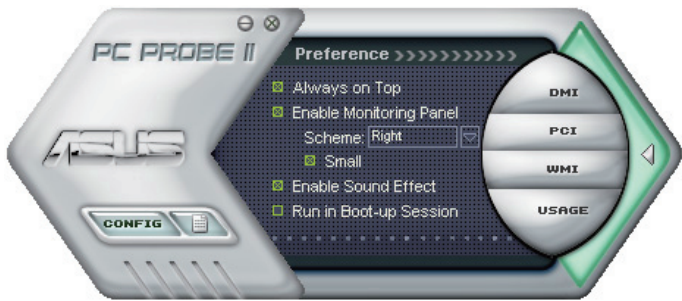 PC PROBE II
Preference
Always on Top
Enable Monitoring Panel
Scheme: Right
Small
Enable Sound Effect
Run in Boot-up Session
ASUS
CONFIG
DMI
PCI
WMI
USAGE